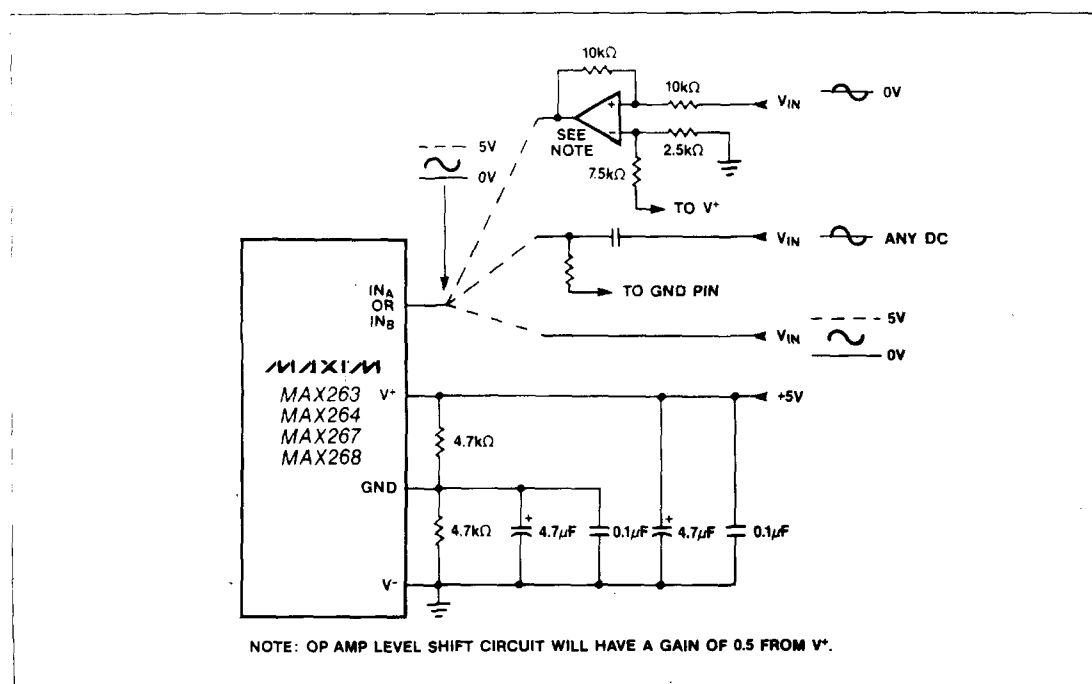 10kΩ
10kΩ
V_IN
0V
SEE
NOTE
+
−
2.5kΩ
7.5kΩ
TO V⁺
5V
0V
V_IN
ANY DC
TO GND PIN
IN_A
OR
IN_B
V_IN
5V
0V
MAXIM
MAX263
MAX264
MAX267
MAX268
V⁺
+5V
4.7kΩ
GND
4.7kΩ
+
4.7µF
0.1µF
+
4.7µF
0.1µF
V⁻
NOTE: OP AMP LEVEL SHIFT CIRCUIT WILL HAVE A GAIN OF 0.5 FROM V⁺.